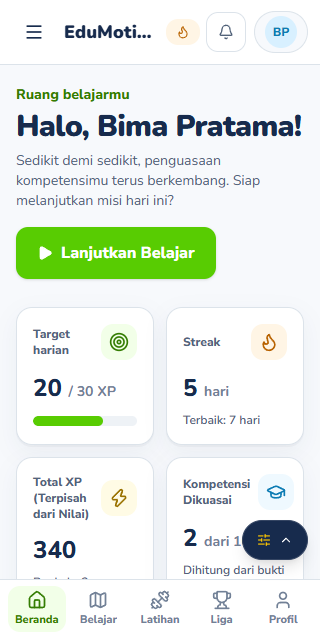 EduMoti...
BP
Ruang belajarmu
Halo, Bima Pratama!
Sedikit demi sedikit, penguasaan
kompetensimu terus berkembang. Siap
melanjutkan misi hari ini?
Lanjutkan Belajar
Target
harian
20 / 30 XP
Streak
5 hari
Terbaik: 7 hari
Total XP
(Terpisah
dari Nilai)
340
Kompetensi
Dikuasai
2 dari
Dihitung dari bukti
Beranda
Belajar
Latihan
Liga
Profil